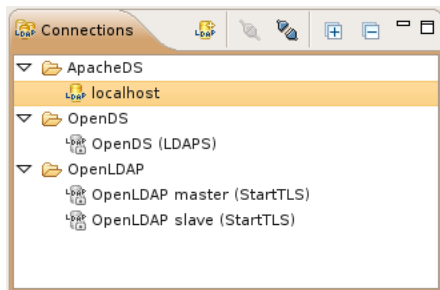 Connections
ApacheDS
localhost
OpenDS
OpenDS (LDAPS)
OpenLDAP
OpenLDAP master (StartTLS)
OpenLDAP slave (StartTLS)